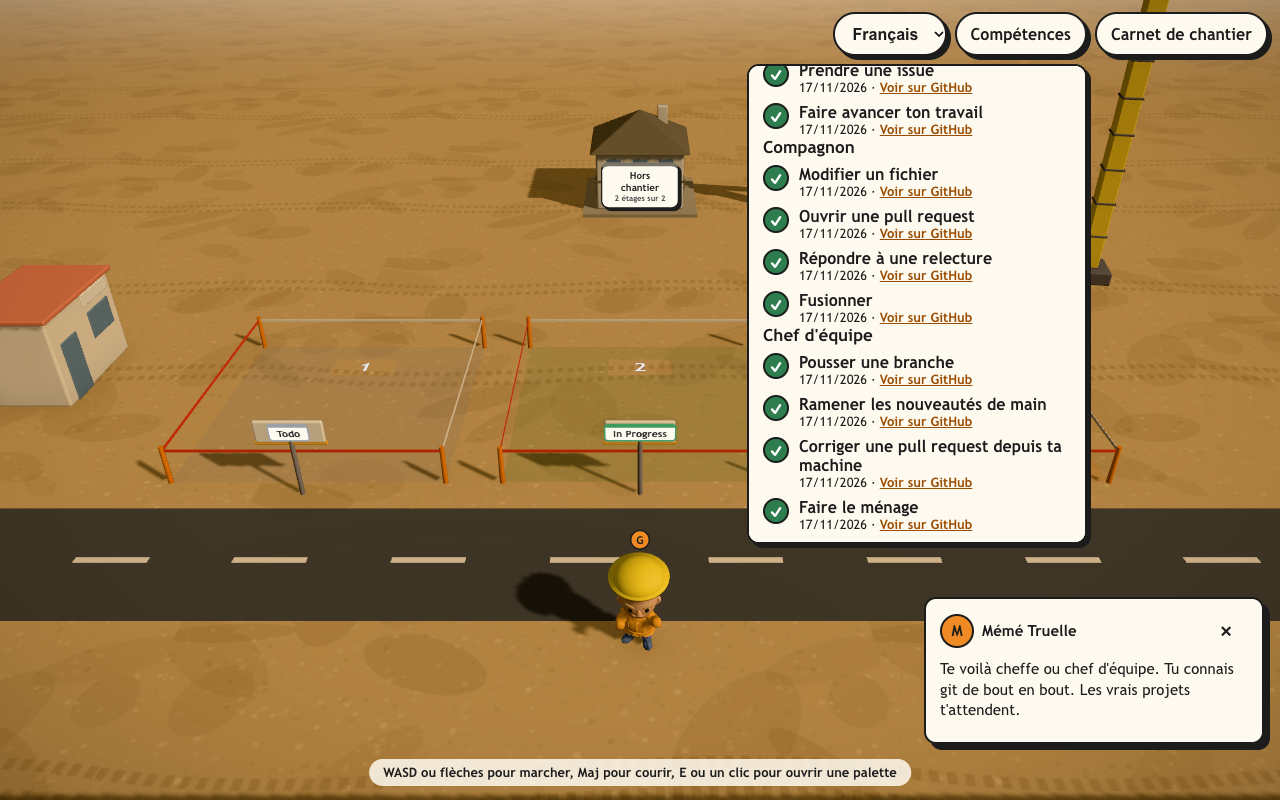 Français
Compétences
Carnet de chantier
Prendre une issue
17/11/2026 · Voir sur GitHub
Faire avancer ton travail
17/11/2026 · Voir sur GitHub
Compagnon
Modifier un fichier
17/11/2026 · Voir sur GitHub
Ouvrir une pull request
17/11/2026 · Voir sur GitHub
Répondre à une relecture
17/11/2026 · Voir sur GitHub
Fusionner
17/11/2026 · Voir sur GitHub
Chef d'équipe
Pousser une branche
17/11/2026 · Voir sur GitHub
Ramener les nouveautés de main
17/11/2026 · Voir sur GitHub
Corriger une pull request depuis ta
machine
17/11/2026 · Voir sur GitHub
Faire le ménage
17/11/2026 · Voir sur GitHub
Hors
chantier
2 étages sur 2
1
2
Todo
In Progress
G
M
Mémé Truelle
×
Te voilà cheffe ou chef d'équipe. Tu connais
git de bout en bout. Les vrais projets
t'attendent.
WASD ou flèches pour marcher, Maj pour courir, E ou un clic pour ouvrir une palette